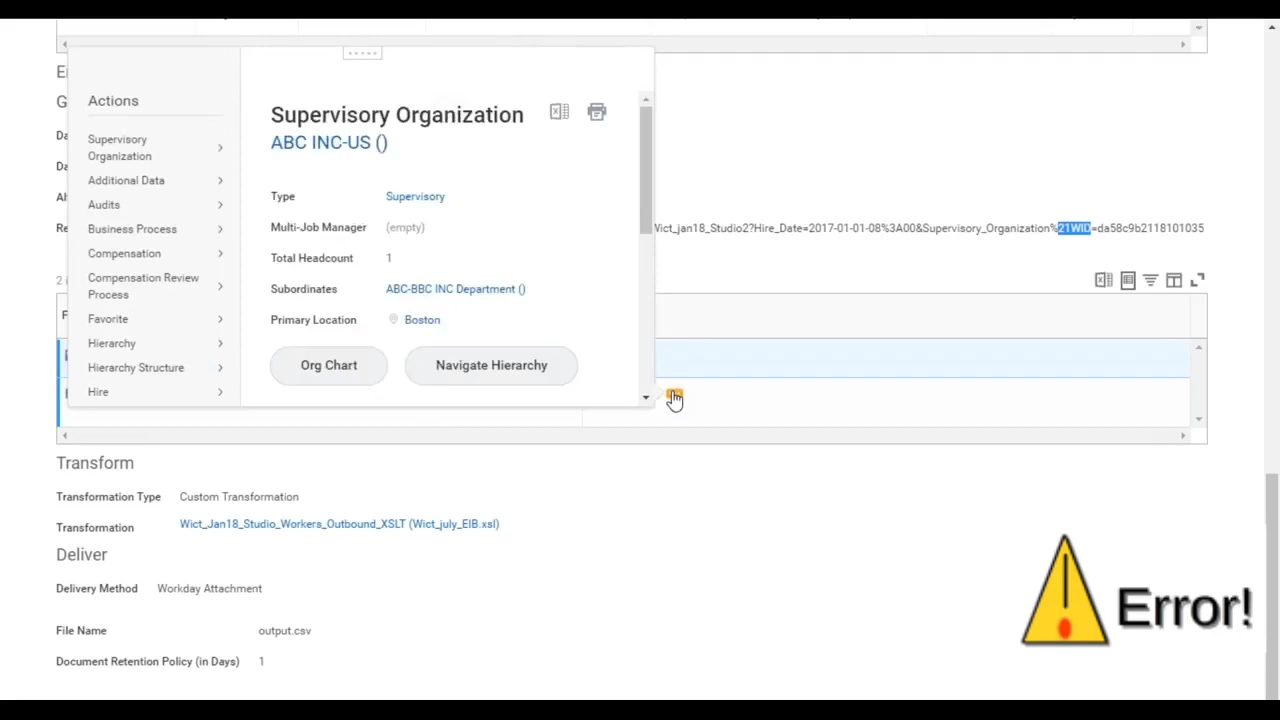 Actions
Supervisory
Organization
Additional Data
Audits
Business Process
Compensation
Compensation Review
Process
Favorite
Hierarchy
Hierarchy Structure
Hire
Supervisory Organization
ABC INC-US ()
Type Supervisory
Multi-Job Manager (empty)
Total Headcount 1
Subordinates ABC-BBC INC Department ()
Primary Location Boston
Org Chart Navigate Hierarchy
Wict_jan18_Studio2?Hire_Date=2017-01-01-08%3A00&Supervisory_Organization%21WID=da58c9b2118101035
Transform
Transformation Type Custom Transformation
Transformation Wict_Jan18_Studio_Workers_Outbound_XSLT (Wict_july_EIB.xsl)
Deliver
Delivery Method Workday Attachment
File Name output.csv
Document Retention Policy (in Days) 1
Error!